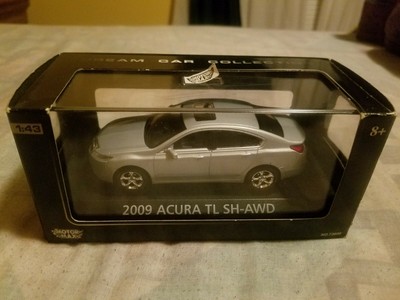 DREAM CAR COLLECTION
1:43
8+
2009 ACURA TL SH-AWD
MOTOR
MAX